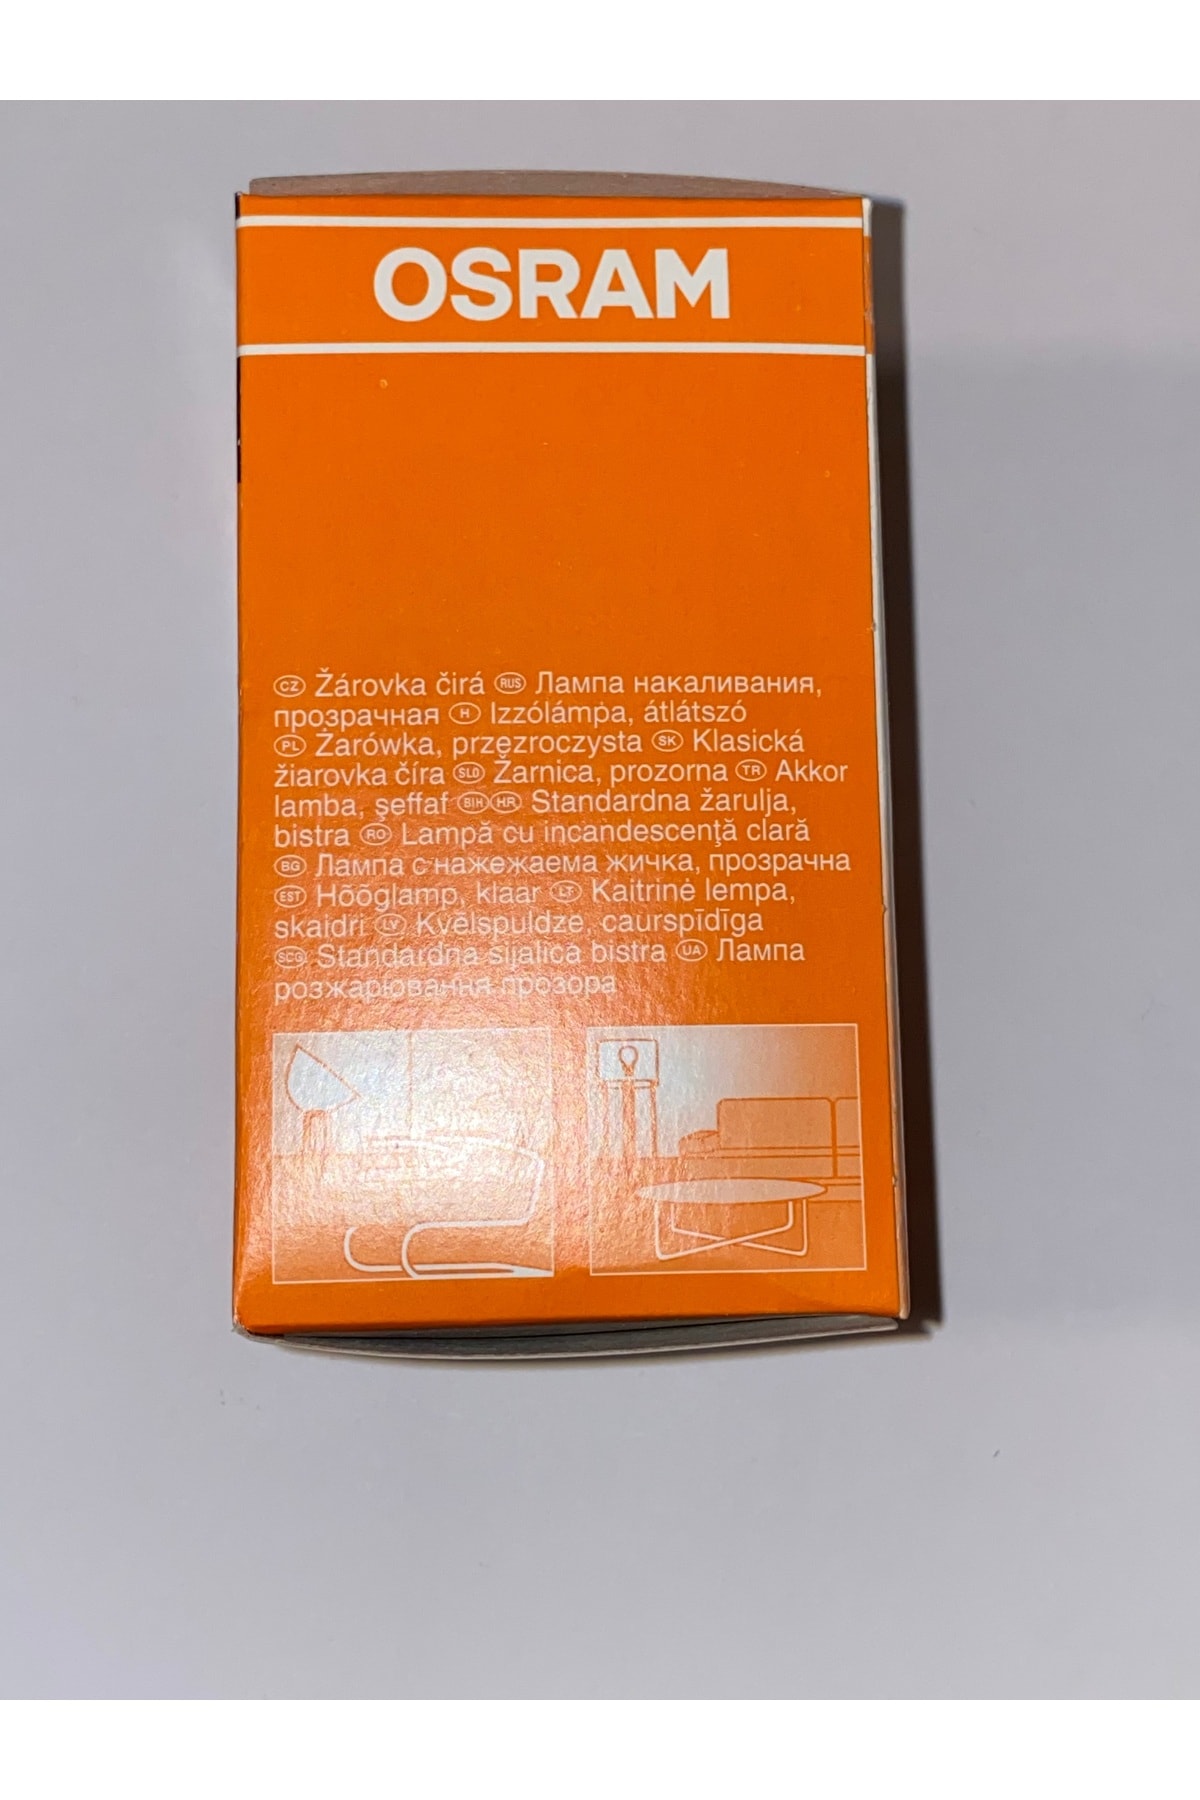 OSRAM
CZ Žárovka čirá RUS Лампа накаливания,
прозрачная H Izzólámpa, átlátszó
PL Żarówka, przezroczysta SK Klasická
žiarovka číra SLO Žarnica, prozorna TR Akkor
lamba, şeffaf BIH HR Standardna žarulja,
bistra RO Lampă cu incandescenţă clară
BG Лампа с нажежаема жичка, прозрачна
EST Hõõglamp, klaar LT Kaitrinė lempa,
skaidri LV Kvēlspuldze, caurspīdīga
SCG Standardna sijalica bistra UA Лампа
розжарювання прозора